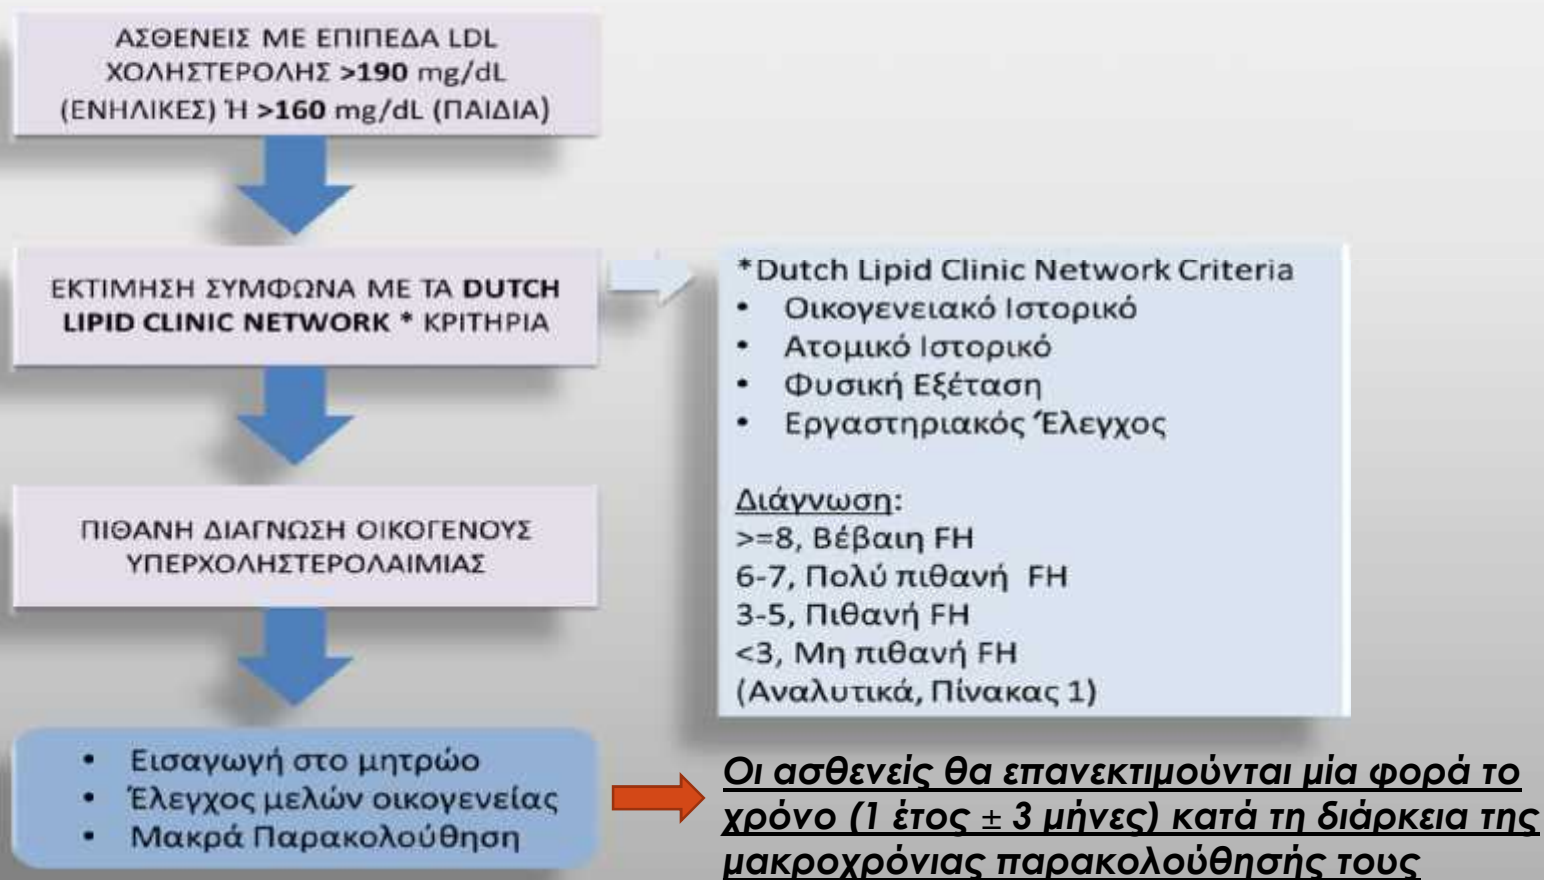 ΑΣΘΕΝΕΙΣ ΜΕ ΕΠΙΠΕΔΑ LDL
ΧΟΛΗΣΤΕΡΟΛΗΣ >190 mg/dL
(ΕΝΗΛΙΚΕΣ) Ή >160 mg/dL (ΠΑΙΔΙΑ)
ΕΚΤΙΜΗΣΗ ΣΥΜΦΩΝΑ ΜΕ ΤΑ DUTCH
LIPID CLINIC NETWORK * ΚΡΙΤΗΡΙΑ
*Dutch Lipid Clinic Network Criteria
• Οικογενειακό Ιστορικό
• Ατομικό Ιστορικό
• Φυσική Εξέταση
• Εργαστηριακός Έλεγχος
Διάγνωση:
>=8, Βέβαιη FH
6-7, Πολύ πιθανή FH
3-5, Πιθανή FH
<3, Μη πιθανή FH
(Αναλυτικά, Πίνακας 1)
ΠΙΘΑΝΗ ΔΙΑΓΝΩΣΗ ΟΙΚΟΓΕΝΟΥΣ
ΥΠΕΡΧΟΛΗΣΤΕΡΟΛΑΙΜΙΑΣ
• Εισαγωγή στο μητρώο
• Έλεγχος μελών οικογενείας
• Μακρά Παρακολούθηση
Οι ασθενείς θα επανεκτιμούνται μία φορά το
χρόνο (1 έτος ± 3 μήνες) κατά τη διάρκεια της
μακροχρόνιας παρακολούθησής τους